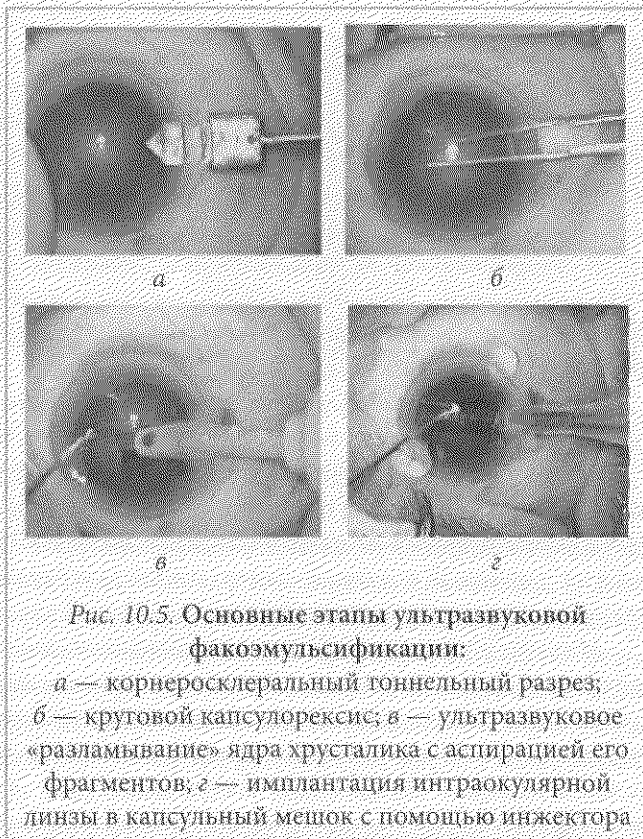 а
б
в
г
Рис. 10.5. Основные этапы ультразвуковой
факоэмульсификации:
а — корнеросклеральный тоннельный разрез;
б — круговой капсулорексис; в — ультразвуковое
«разламывание» ядра хрусталика с аспирацией его
фрагментов; г — имплантация интраокулярной
линзы в капсульный мешок с помощью инжектора